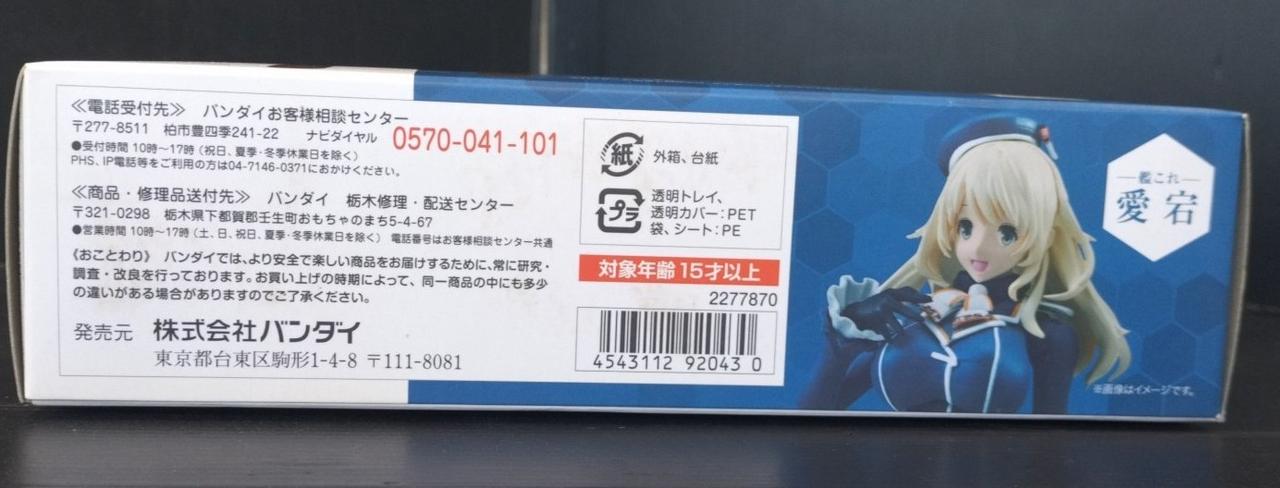 ≪電話受付先≫ バンダイお客様相談センター
〒277-8511 柏市豊四季241-22 ナビダイヤル 0570-041-101
●受付時間 10時〜17時(祝日、夏季・冬季休業日を除く)
PHS、IP電話等をご利用の方は04-7146-0371におかけください。
≪商品・修理品送付先≫ バンダイ 栃木修理・配送センター
〒321-0298 栃木県下都賀郡壬生町おもちゃのまち5-4-67
●営業時間 10時〜17時(土、日、祝日、夏季・冬季休業日を除く) 電話番号はお客様相談センター共通
《おことわり》 バンダイでは、より安全で楽しい商品をお届けするために、常に研究・
調査・改良を行っております。お買い上げの時期によって、同一商品の中にも多少
の違いがある場合がありますのでご了承ください。
発売元 株式会社バンダイ
東京都台東区駒形1-4-8 〒111-8081
紙 外箱、台紙
プラ 透明トレイ、
透明カバー:PET
袋、シート:PE
対象年齢15才以上
2277870
4543112 92043 0
艦これ
愛宕
※画像はイメージです。